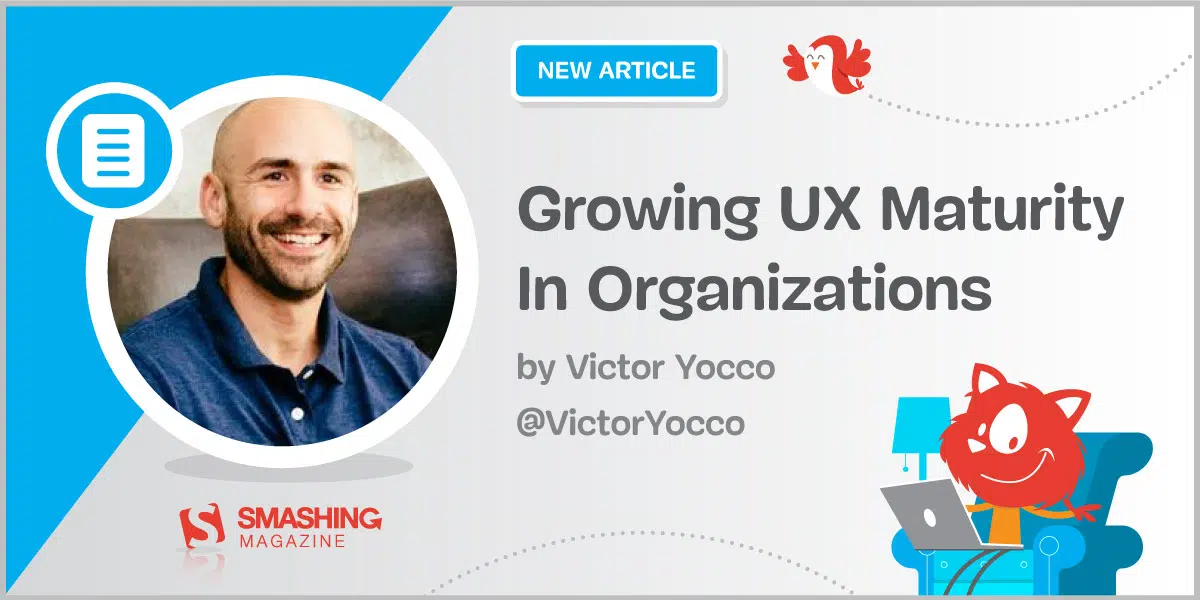 NEW ARTICLE
Growing UX Maturity
In Organizations
by Victor Yocco
@VictorYocco
SMASHING
MAGAZINE